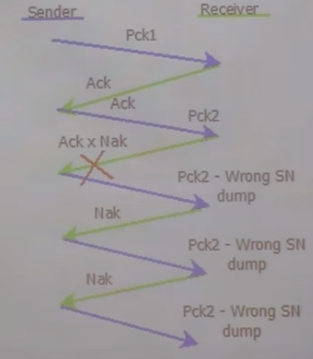 Sender
Receiver
Pck1
Ack
Ack
Pck2
Ack x Nak
Pck2 - Wrong SN
dump
Nak
Pck2 - Wrong SN
dump
Nak
Pck2 - Wrong SN
dump